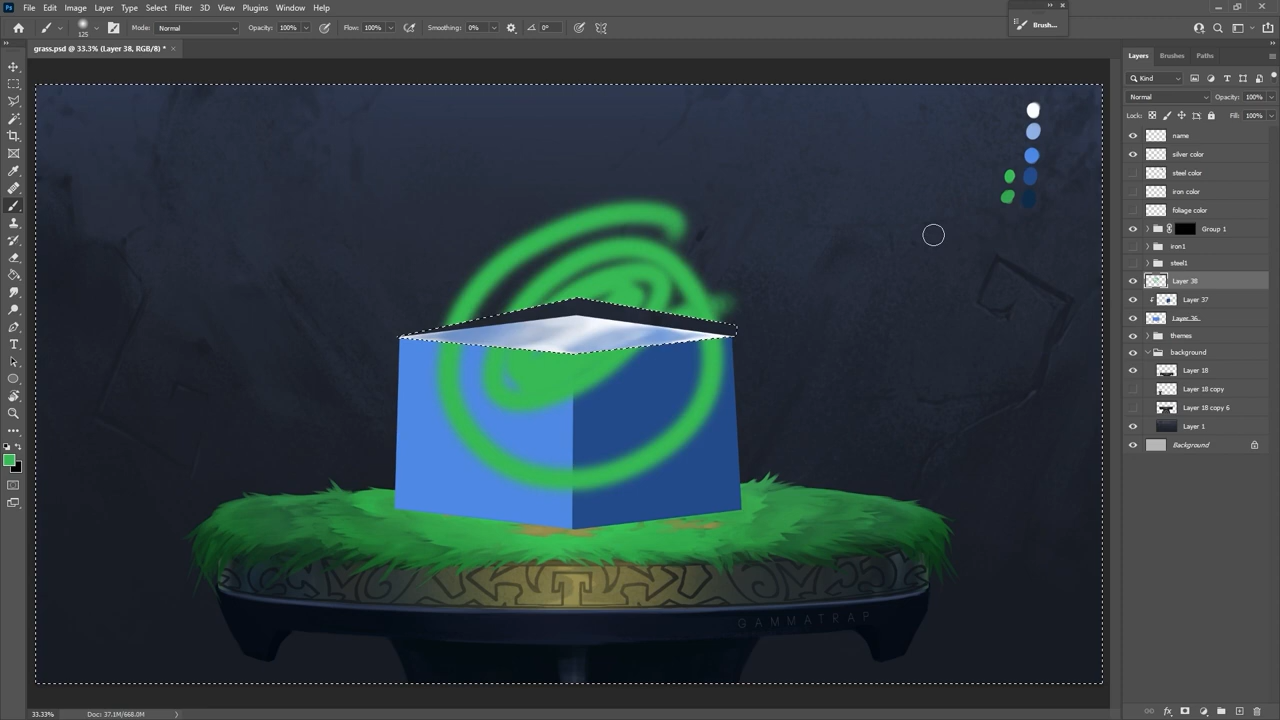 Ps File Edit Image Layer Type Select Filter 3D View Plugins Window Help
Brush...
125 Mode: Normal Opacity: 100% Flow: 100% Smoothing: 0% 0°
grass.psd @ 33.3% (Layer 38, RGB/8) * ×
Layers Brushes Paths
Kind
Normal Opacity: 100%
Lock: Fill: 100%
name
silver color
steel color
iron color
foliage color
Group 1
iron1
steel1
Layer 38
Layer 37
Layer 36
themes
background
Layer 18
Layer 18 copy
Layer 18 copy 6
Layer 1
Background
GAMMATRAP
33.33% Doc: 37.1M/668.0M